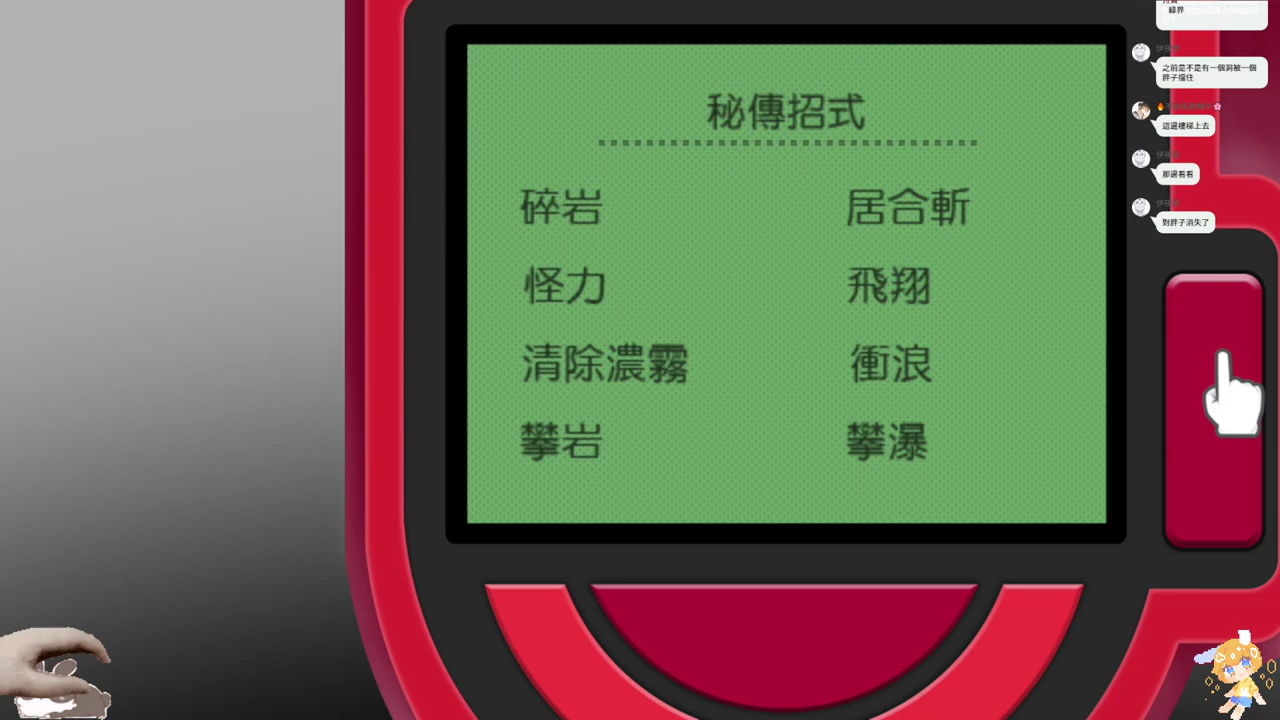 秘傳招式
碎岩
居合斬
怪力
飛翔
清除濃霧
衝浪
攀岩
攀瀑
綠界
之前是不是有一個洞被一個
胖子擋住
這邊樓梯上去
那邊看看
對胖子消失了